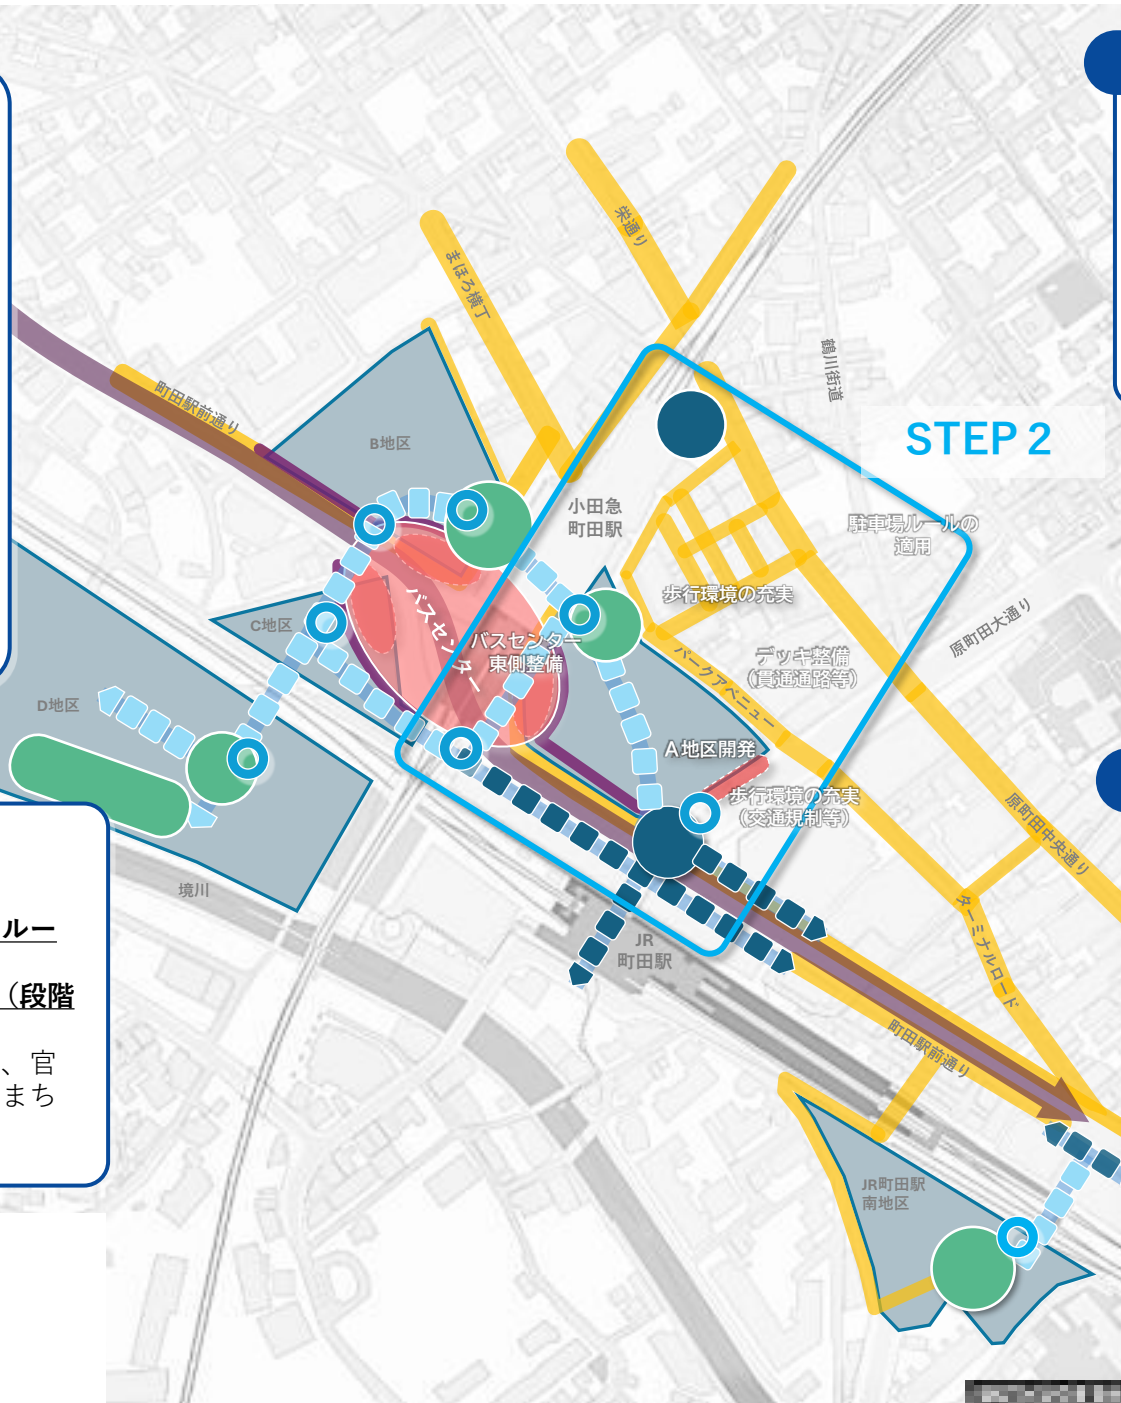 栄通り
まほろ横丁
鶴川街道
町田駅前通り
B地区
STEP 2
小田急
町田駅
駐車場ルールの
適用
歩行環境の充実
C地区
バスセンター
バスセンター
東側整備
原町田大通り
デッキ整備
(貫通通路等)
パークアベニュー
D地区
A地区開発
歩行環境の充実
(交通規制等)
原町田中央通り
境川
ターミナルロード
JR
町田駅
ルー
(段階
、官
まち
町田駅前通り
JR町田駅
南地区